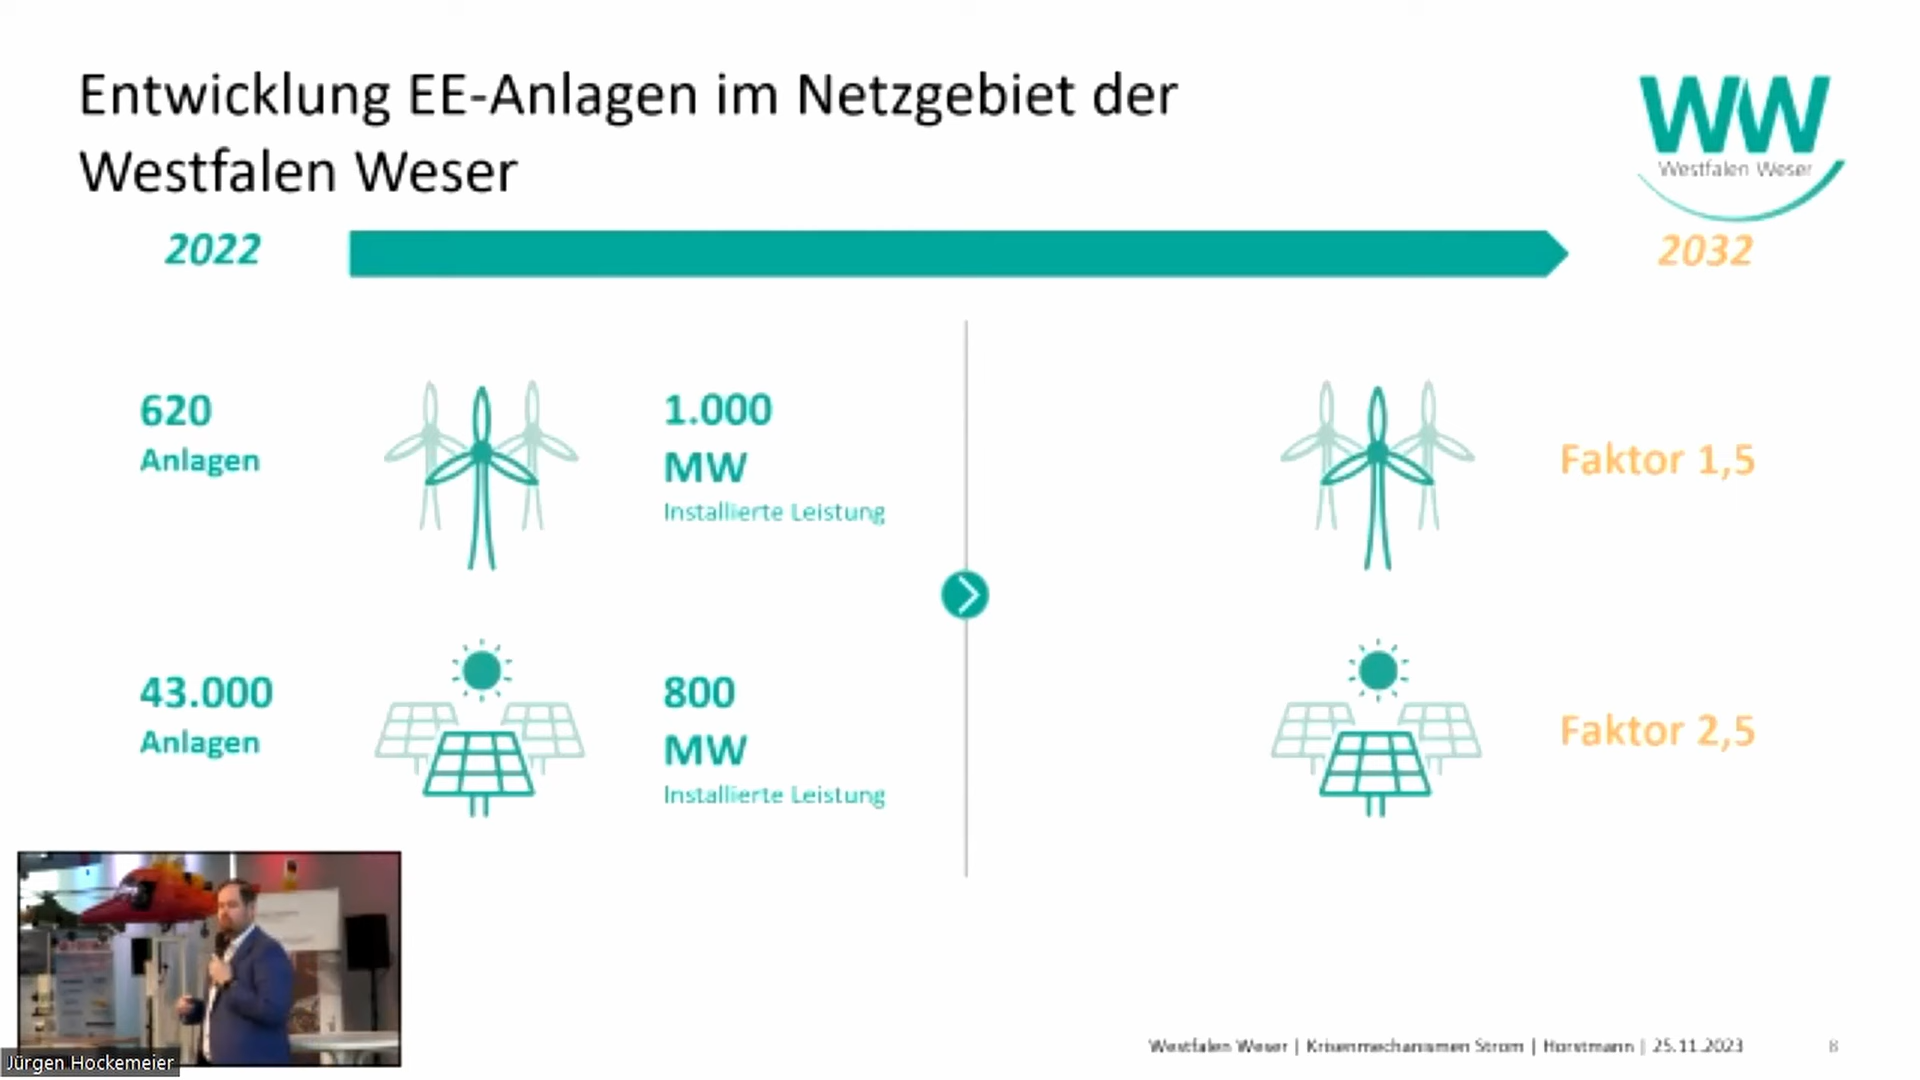 Entwicklung EE-Anlagen im Netzgebiet der
Westfalen Weser
WW
Westfalen Weser
2022
2032
620
Anlagen
1.000
MW
Installierte Leistung
Faktor 1,5
43.000
Anlagen
800
MW
Installierte Leistung
Faktor 2,5
Jürgen Hockemeier
Westfalen Weser | Krisenmechanismen Strom | Horstmann | 25.11.2023
8